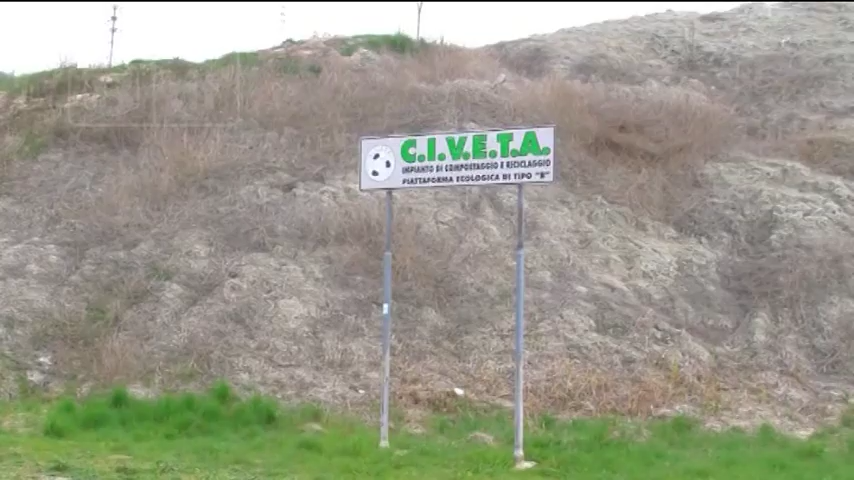 C.I.V.E.T.A.
IMPIANTO DI COMPOSTAGGIO E RICICLAGGIO
PIATTAFORMA ECOLOGICA DI TIPO "B"